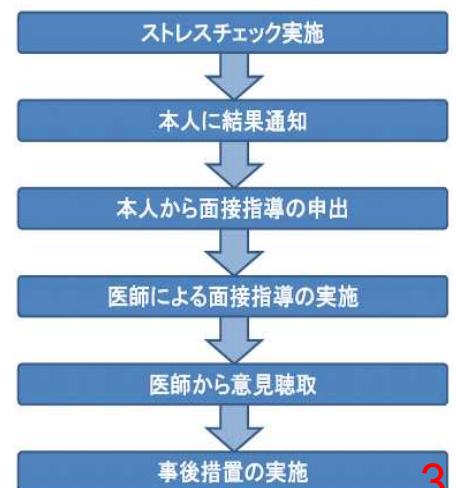 ストレスチェック実施
本人に結果通知
本人から面接指導の申出
医師による面接指導の実施
医師から意見聴取
事後措置の実施
3